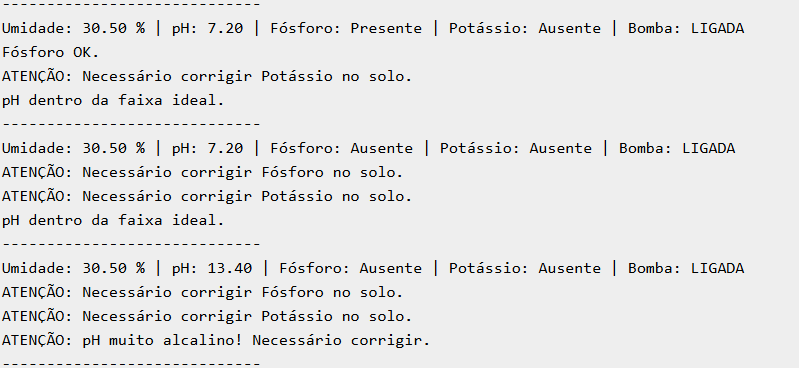 -----------------------------
Umidade: 30.50 % | pH: 7.20 | Fósforo: Presente | Potássio: Ausente | Bomba: LIGADA
Fósforo OK.
ATENÇÃO: Necessário corrigir Potássio no solo.
pH dentro da faixa ideal.
-----------------------------
Umidade: 30.50 % | pH: 7.20 | Fósforo: Ausente | Potássio: Ausente | Bomba: LIGADA
ATENÇÃO: Necessário corrigir Fósforo no solo.
ATENÇÃO: Necessário corrigir Potássio no solo.
pH dentro da faixa ideal.
-----------------------------
Umidade: 30.50 % | pH: 13.40 | Fósforo: Ausente | Potássio: Ausente | Bomba: LIGADA
ATENÇÃO: Necessário corrigir Fósforo no solo.
ATENÇÃO: Necessário corrigir Potássio no solo.
ATENÇÃO: pH muito alcalino! Necessário corrigir.
-----------------------------